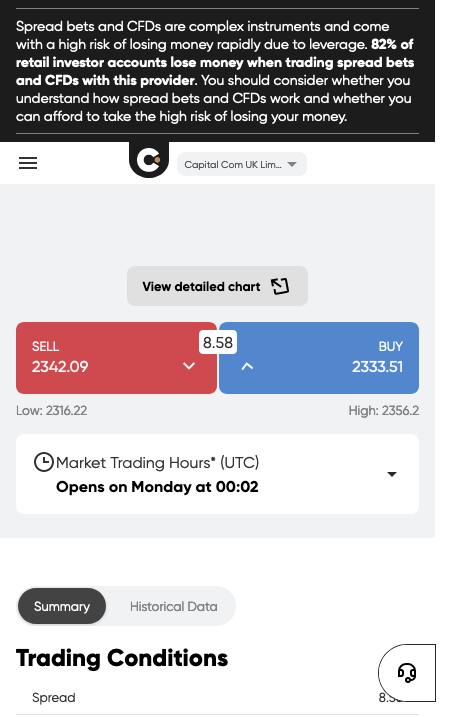 Spread bets and CFDs are complex instruments and come
with a high risk of losing money rapidly due to leverage. 82% of
retail investor accounts lose money when trading spread bets
and CFDs with this provider. You should consider whether you
understand how spread bets and CFDs work and whether you
can afford to take the high risk of losing your money.
Capital Com UK Lim...
View detailed chart
SELL
2342.09
8.58
BUY
2333.51
Low: 2316.22
High: 2356.2
Market Trading Hours* (UTC)
Opens on Monday at 00:02
Summary
Historical Data
Trading Conditions
Spread